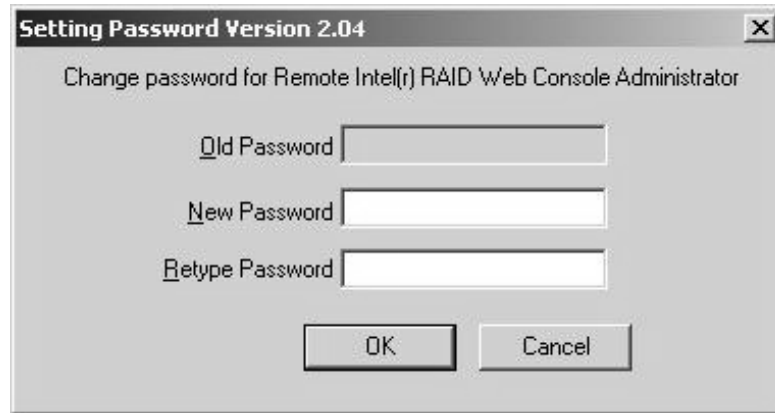 Setting Password Version 2.04
Change password for Remote Intel(r) RAID Web Console Administrator
Old Password
New Password
Retype Password
OK Cancel